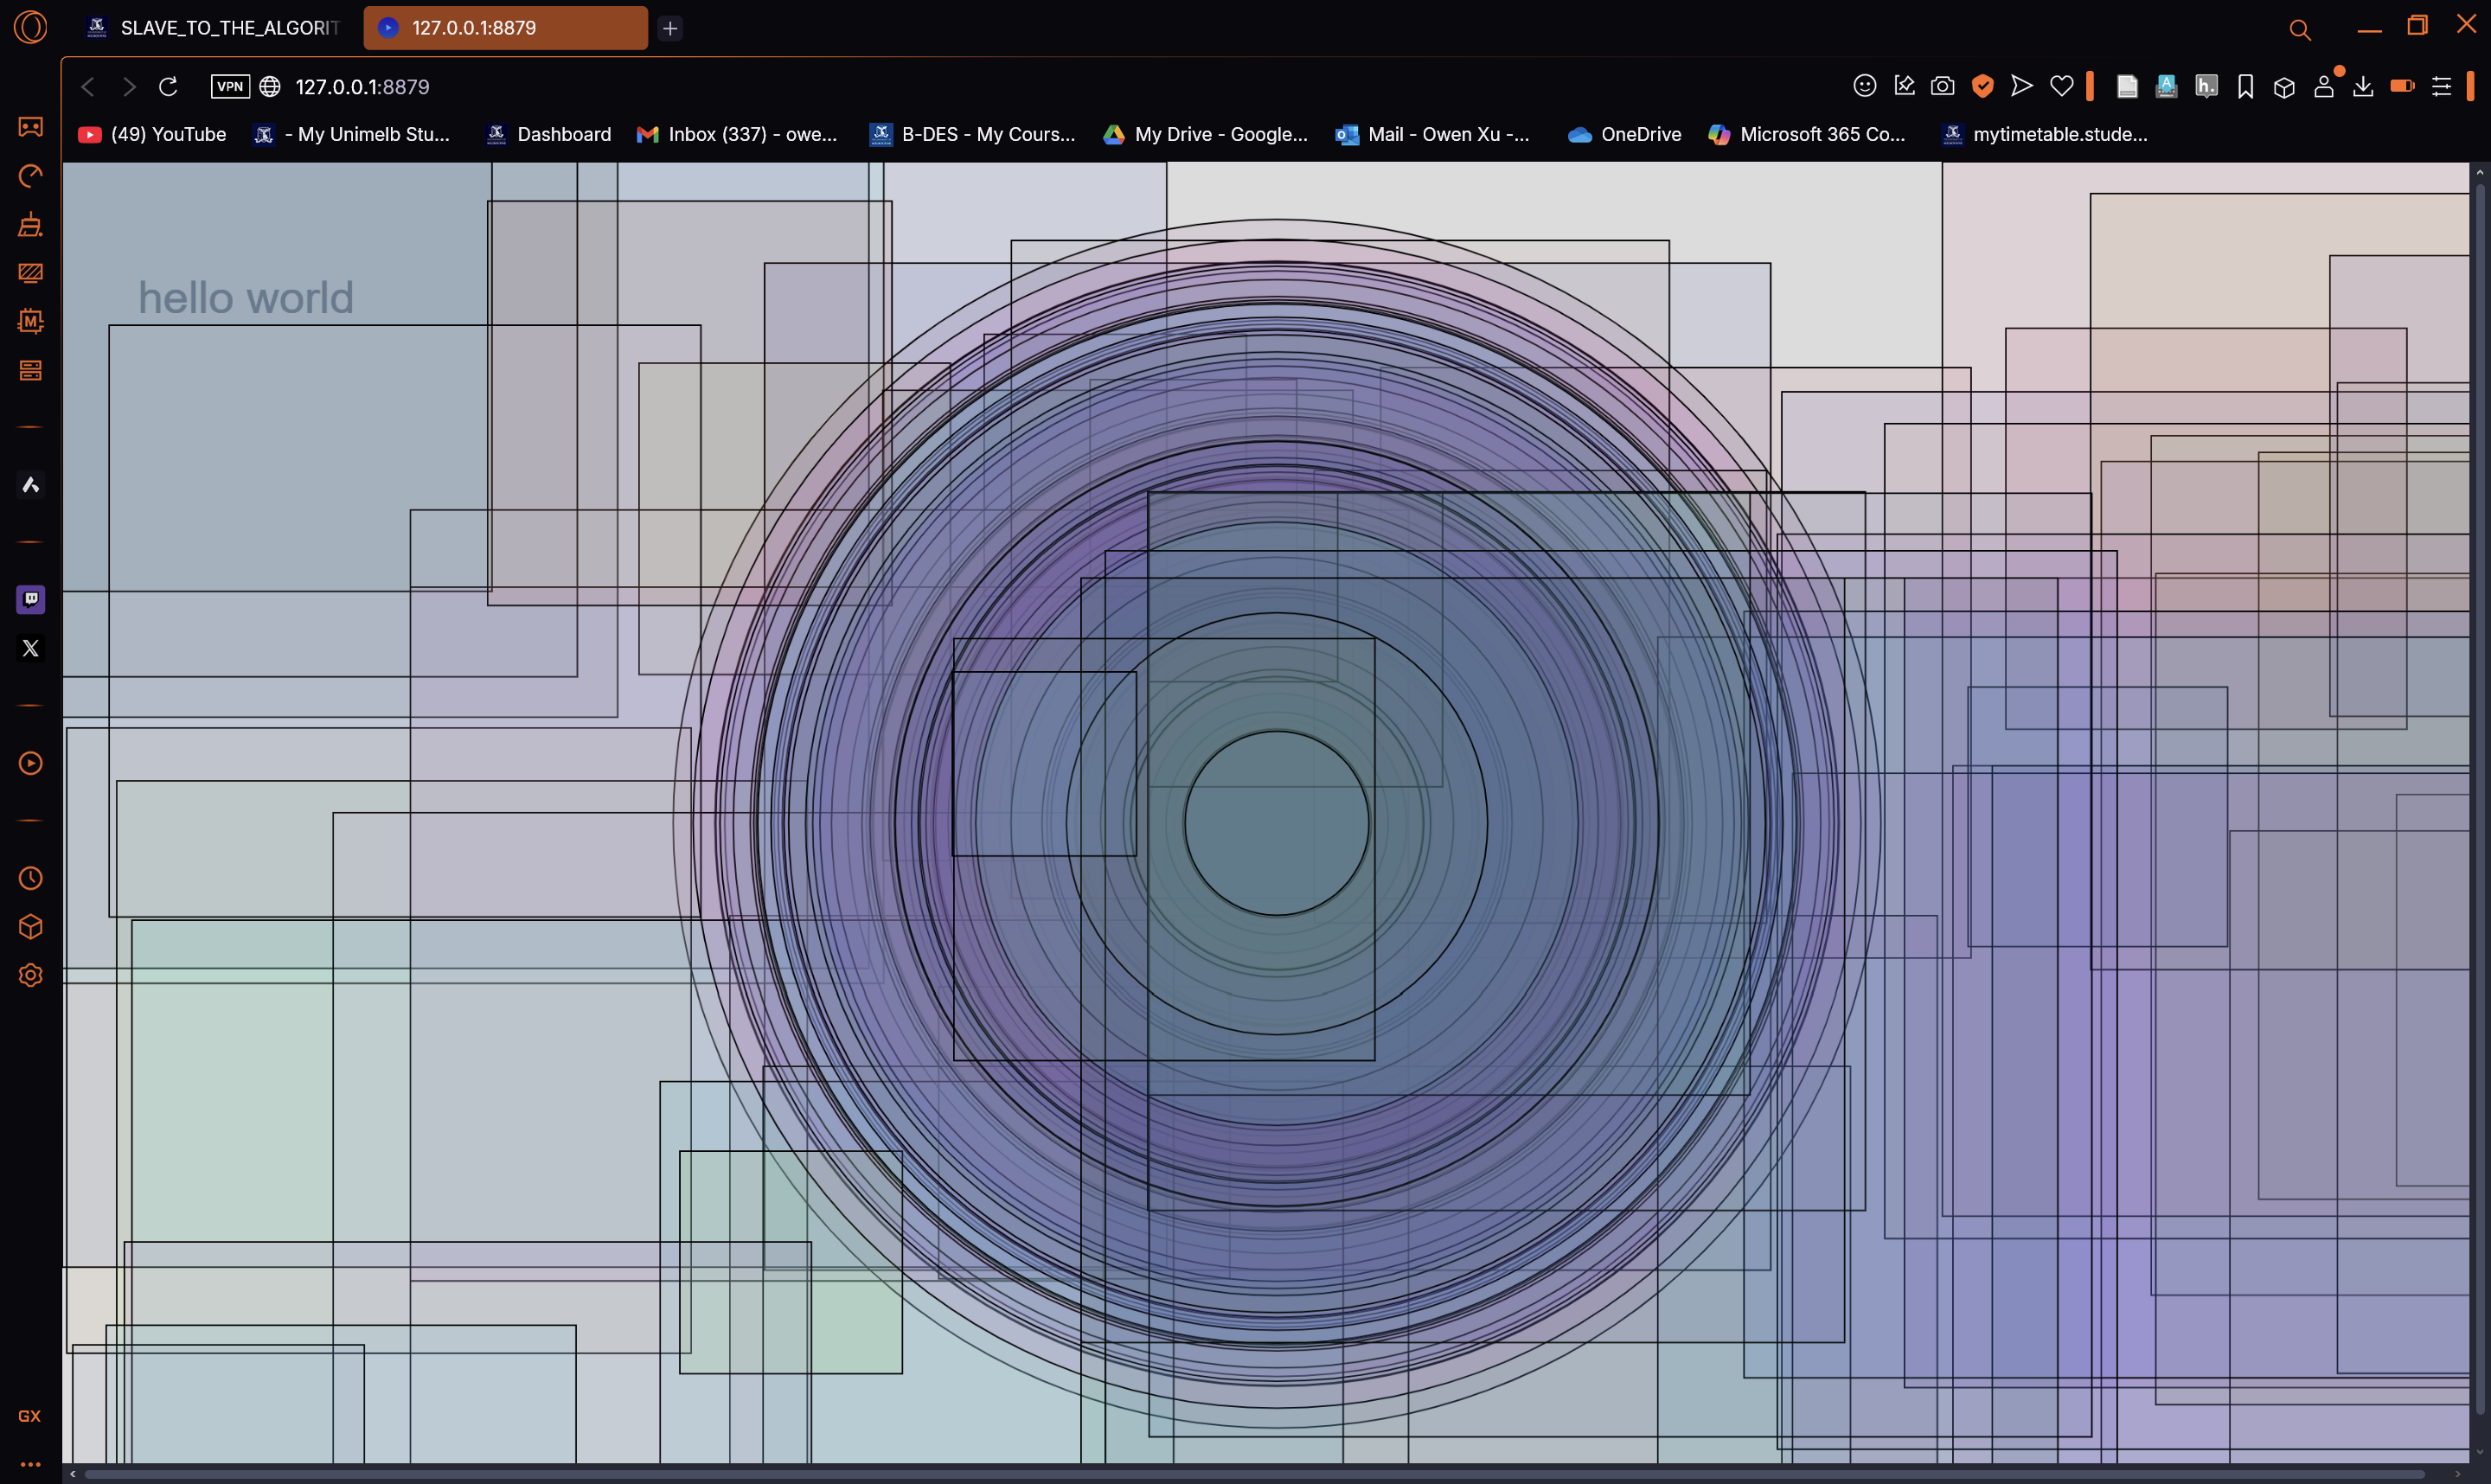 SLAVE_TO_THE_ALGORIT
127.0.0.1:8879
VPN 127.0.0.1:8879
A h.
(49) YouTube - My Unimelb Stu... Dashboard Inbox (337) - owe... B-DES - My Cours... My Drive - Google... Mail - Owen Xu -... OneDrive Microsoft 365 Co... mytimetable.stude...
hello world
M
X
GX